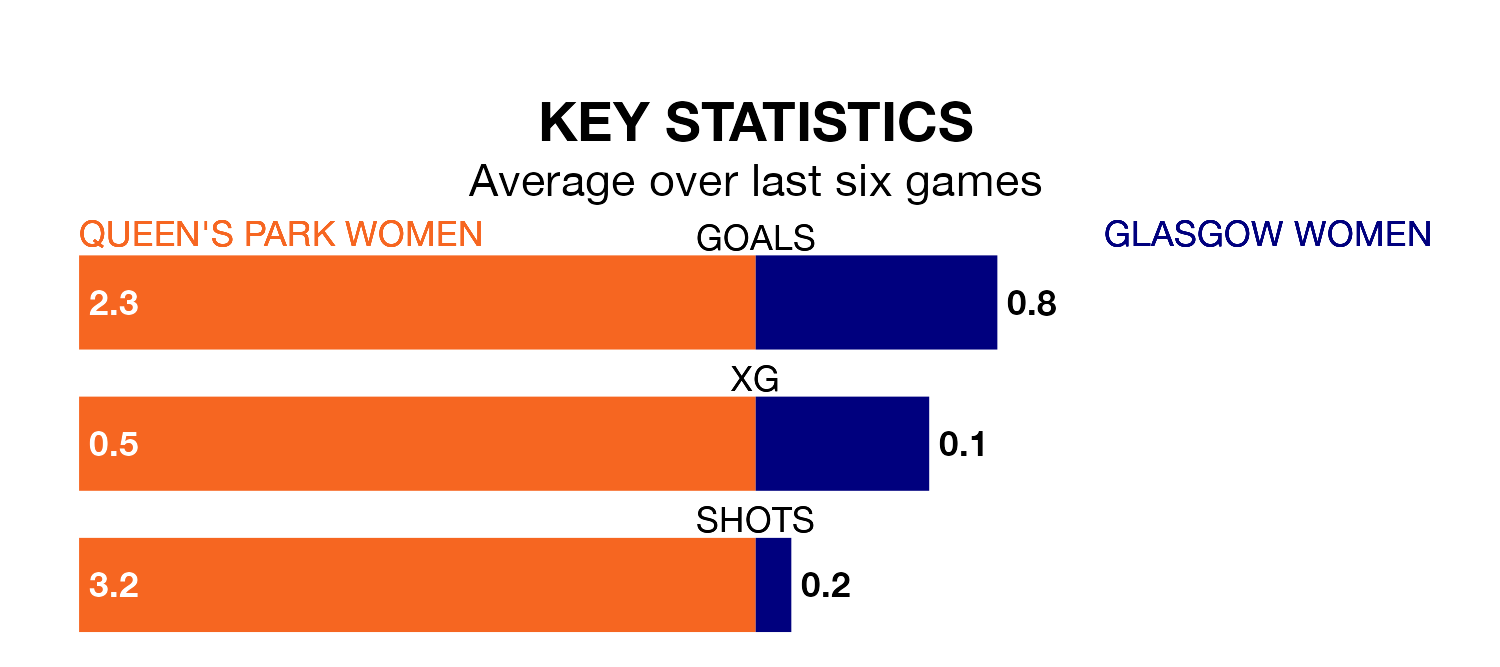 KEY STATISTICS
Average over last six games
QUEEN'S PARK WOMEN
GLASGOW WOMEN
GOALS
2.3
0.8
XG
0.5
0.1
SHOTS
3.2
0.2